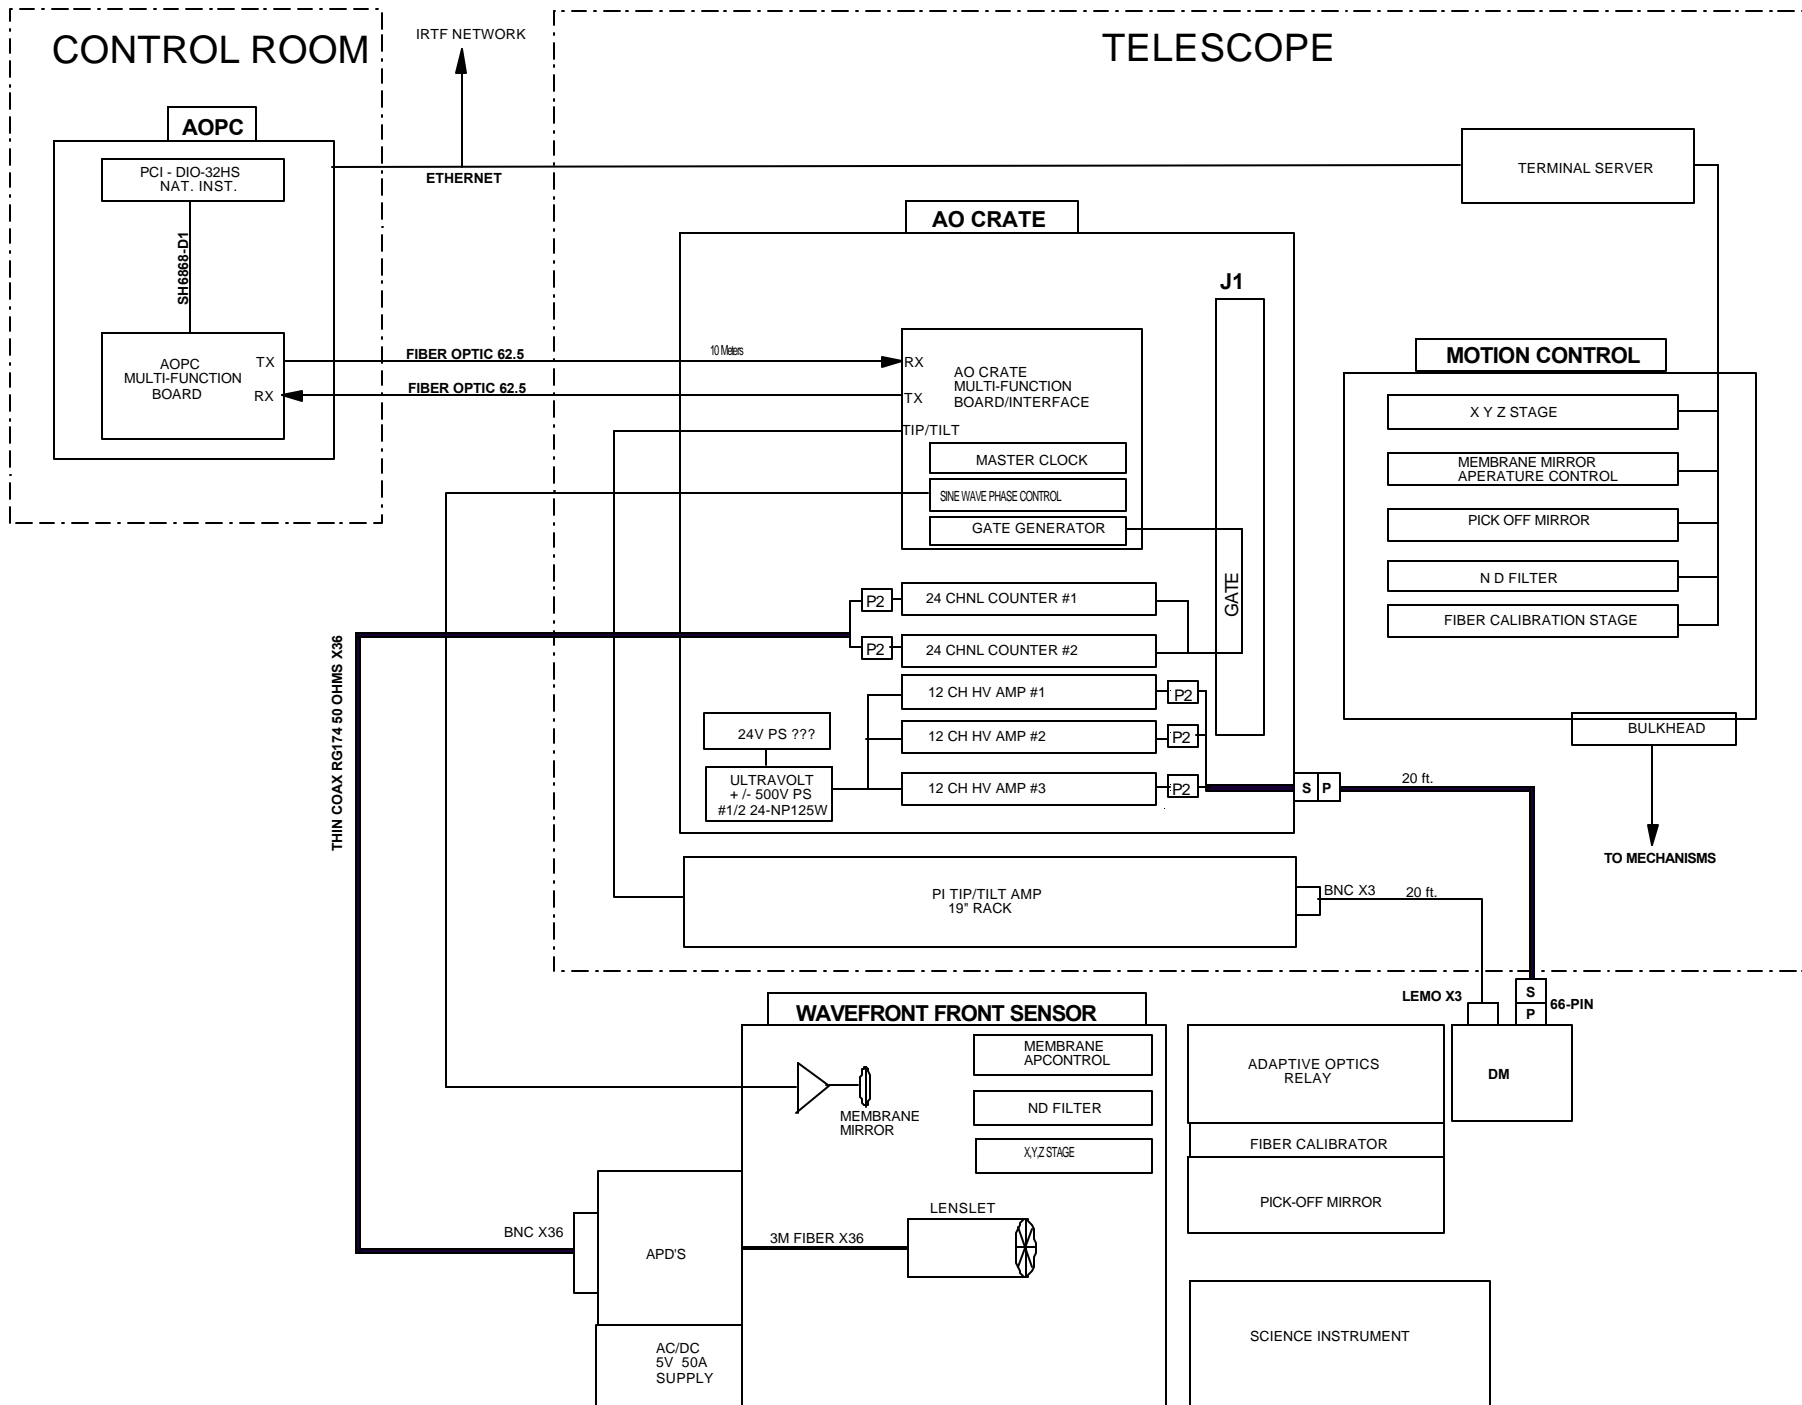 CONTROL ROOM
IRTF NETWORK
TELESCOPE
AOPC
PCI - DIO-32HS
NAT. INST.
SH6868-D1
AOPC
MULTI-FUNCTION
BOARD
TX
RX
ETHERNET
TERMINAL SERVER
FIBER OPTIC 62.5
10 Meters
FIBER OPTIC 62.5
AO CRATE
J1
RX
TX
TIP/TILT
AO CRATE
MULTI-FUNCTION
BOARD/INTERFACE
MASTER CLOCK
SINE WAVE PHASE CONTROL
GATE GENERATOR
GATE
P2
24 CHNL COUNTER #1
P2
24 CHNL COUNTER #2
12 CH HV AMP #1
P2
12 CH HV AMP #2
P2
12 CH HV AMP #3
P2
24V PS ???
ULTRAVOLT
+ /- 500V PS
#1/2 24-NP125W
S
P
20 ft.
MOTION CONTROL
X Y Z STAGE
MEMBRANE MIRROR
APERATURE CONTROL
PICK OFF MIRROR
N D FILTER
FIBER CALIBRATION STAGE
BULKHEAD
TO MECHANISMS
THIN COAX RG174 50 OHMS X36
PI TIP/TILT AMP
19" RACK
BNC X3
20 ft.
LEMO X3
S
P
66-PIN
DM
WAVEFRONT FRONT SENSOR
MEMBRANE
APCONTROL
ND FILTER
X,Y,Z STAGE
MEMBRANE
MIRROR
LENSLET
3M FIBER X36
BNC X36
APD'S
AC/DC
5V 50A
SUPPLY
ADAPTIVE OPTICS
RELAY
FIBER CALIBRATOR
PICK-OFF MIRROR
SCIENCE INSTRUMENT